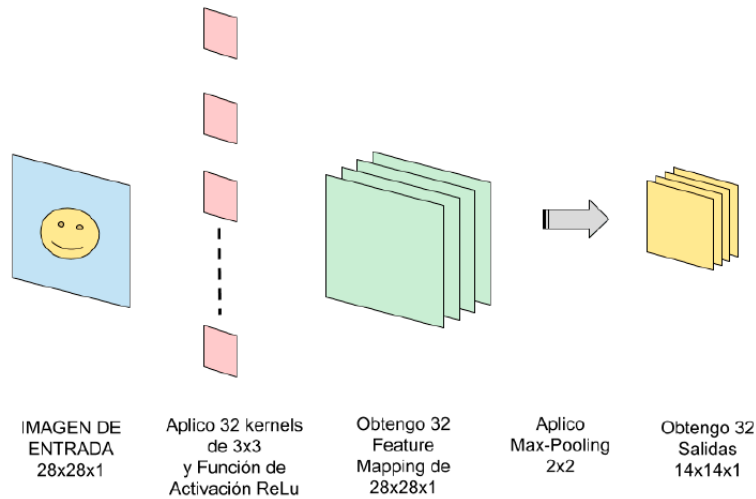 IMAGEN DE
ENTRADA
28x28x1
Aplico 32 kernels
de 3x3
y Función de
Activación ReLu
Obtengo 32
Feature
Mapping de
28x28x1
Aplico
Max-Pooling
2x2
Obtengo 32
Salidas
14x14x1